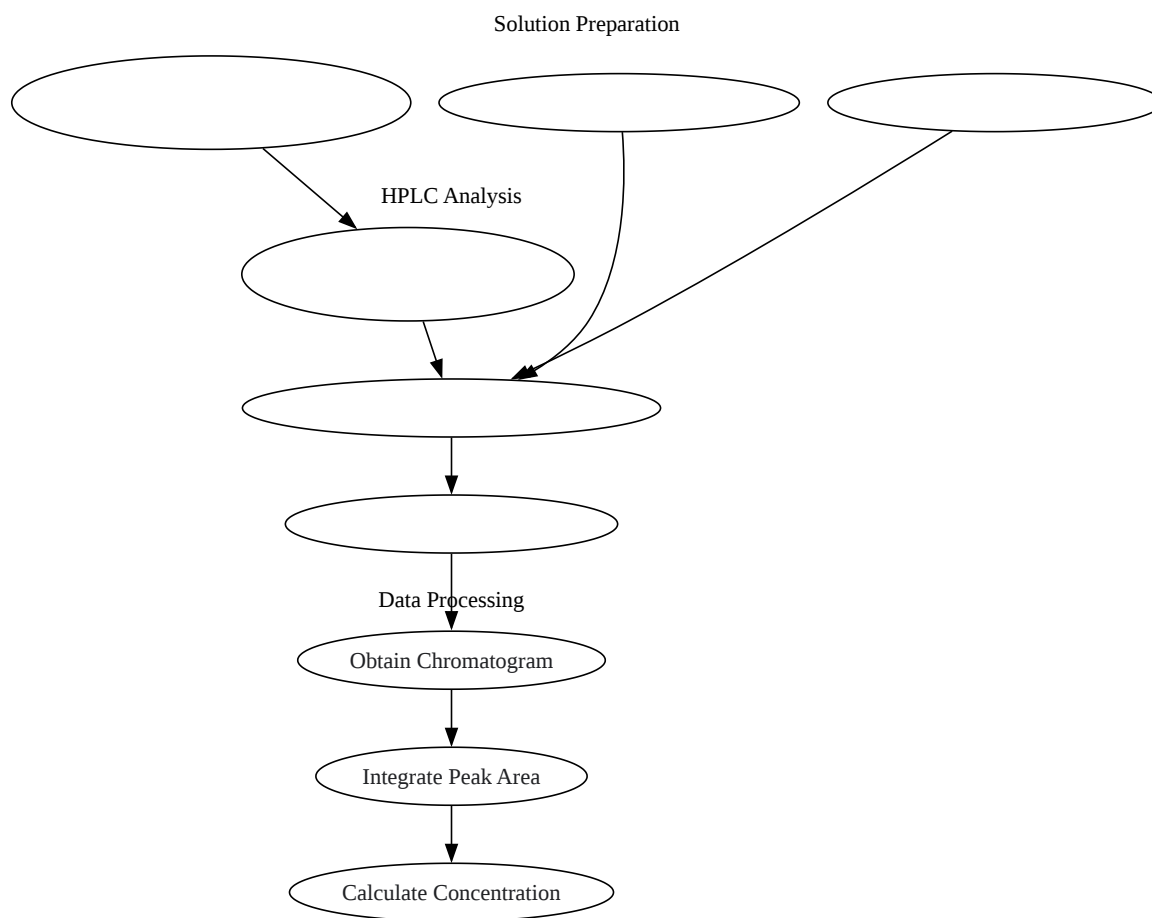 Solution Preparation
HPLC Analysis
Data Processing
Obtain Chromatogram
Integrate Peak Area
Calculate Concentration